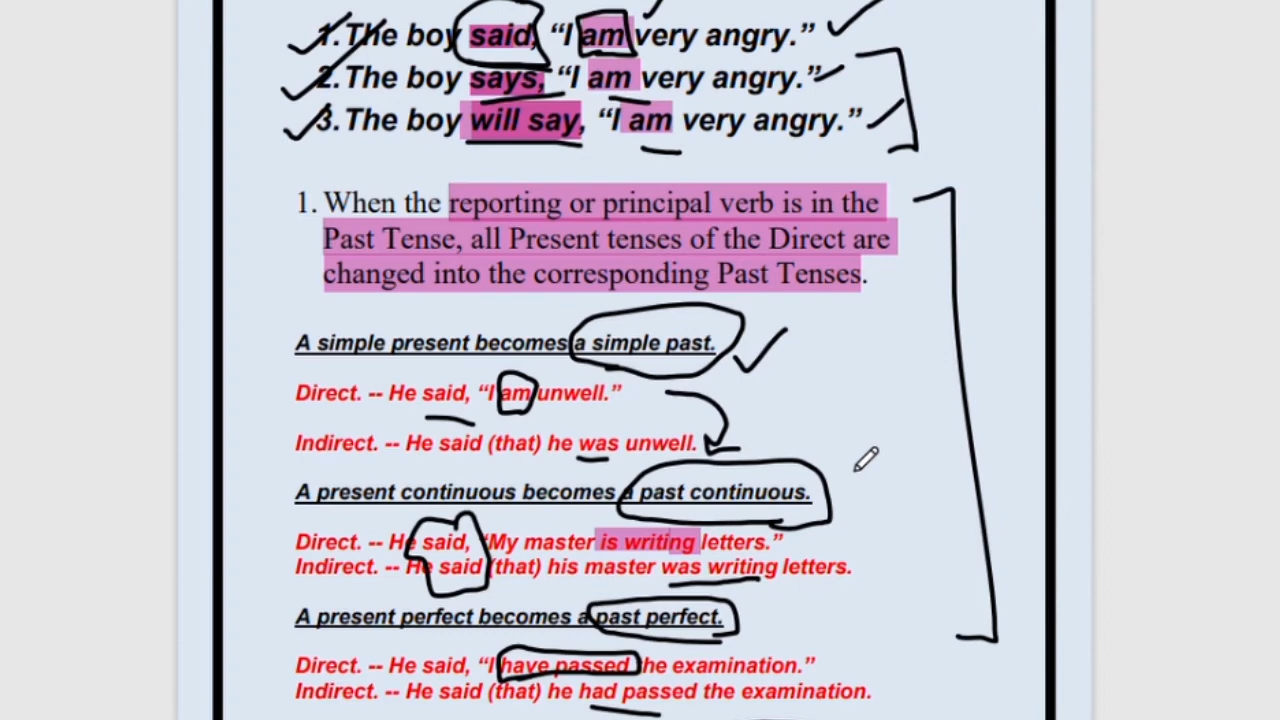 1. The boy said, “I am very angry.”
2. The boy says, “I am very angry.”
3. The boy will say, “I am very angry.”
1. When the reporting or principal verb is in the
Past Tense, all Present tenses of the Direct are
changed into the corresponding Past Tenses.
A simple present becomes a simple past.
Direct. -- He said, “I am unwell.”
Indirect. -- He said (that) he was unwell.
A present continuous becomes a past continuous.
Direct. -- He said, “My master is writing letters.”
Indirect. -- He said (that) his master was writing letters.
A present perfect becomes a past perfect.
Direct. -- He said, “I have passed the examination.”
Indirect. -- He said (that) he had passed the examination.